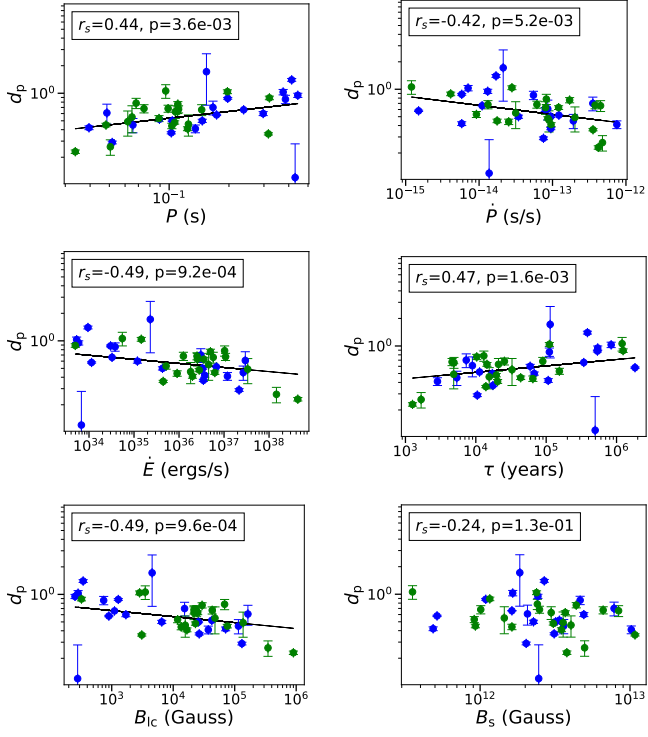 r_s=0.44, p=3.6e-03
d_p
10^0
10^-1
P (s)
r_s=-0.42, p=5.2e-03
d_p
10^0
10^-15 10^-14 10^-13 10^-12
Ṗ (s/s)
r_s=-0.49, p=9.2e-04
d_p
10^0
10^34 10^35 10^36 10^37 10^38
Ė (ergs/s)
r_s=0.47, p=1.6e-03
d_p
10^0
10^3 10^4 10^5 10^6
τ (years)
r_s=-0.49, p=9.6e-04
d_p
10^0
10^3 10^4 10^5 10^6
B_lc (Gauss)
r_s=-0.24, p=1.3e-01
d_p
10^0
10^12 10^13
B_s (Gauss)